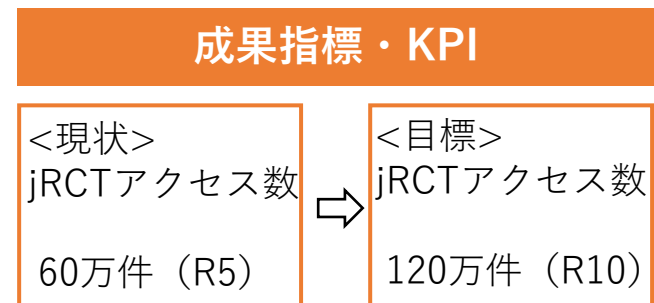 成果指標・KPI
<現状>
jRCTアクセス数
60万件（R5）
<目標>
jRCTアクセス数
120万件（R10）